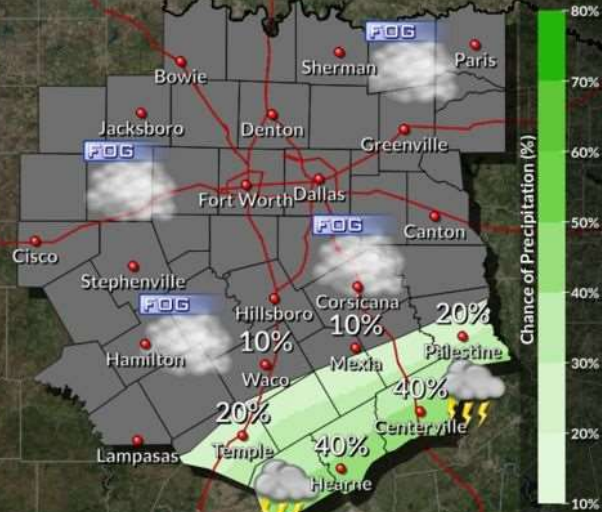 80%
FOG
Sherman
Paris
Bowie
70%
Jacksboro
Denton
Greenville
FOG
60%
Fort Worth
Dallas
FOG
50%
Canton
Cisco
Stephenville
Chance of Precipitation (%)
40%
FOG
Hillsboro
Corsicana
20%
10%
10%
Hamilton
Mexia
Palestine
30%
Waco
40%
20%
Centerville
20%
Temple
40%
Lampasas
Hearne
10%